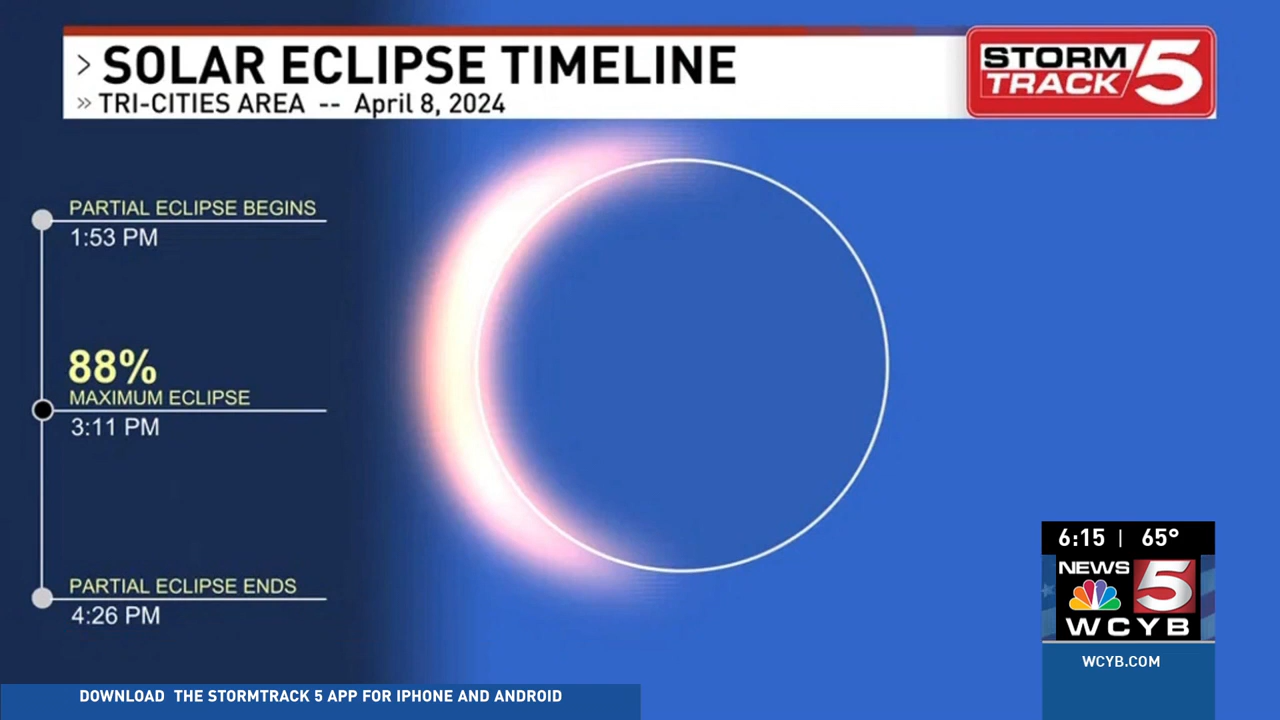 > SOLAR ECLIPSE TIMELINE
» TRI-CITIES AREA -- April 8, 2024
STORM
TRACK 5
PARTIAL ECLIPSE BEGINS
1:53 PM
88%
MAXIMUM ECLIPSE
3:11 PM
PARTIAL ECLIPSE ENDS
4:26 PM
6:15 | 65°
NEWS 5
WCYB
WCYB.COM
DOWNLOAD THE STORMTRACK 5 APP FOR IPHONE AND ANDROID